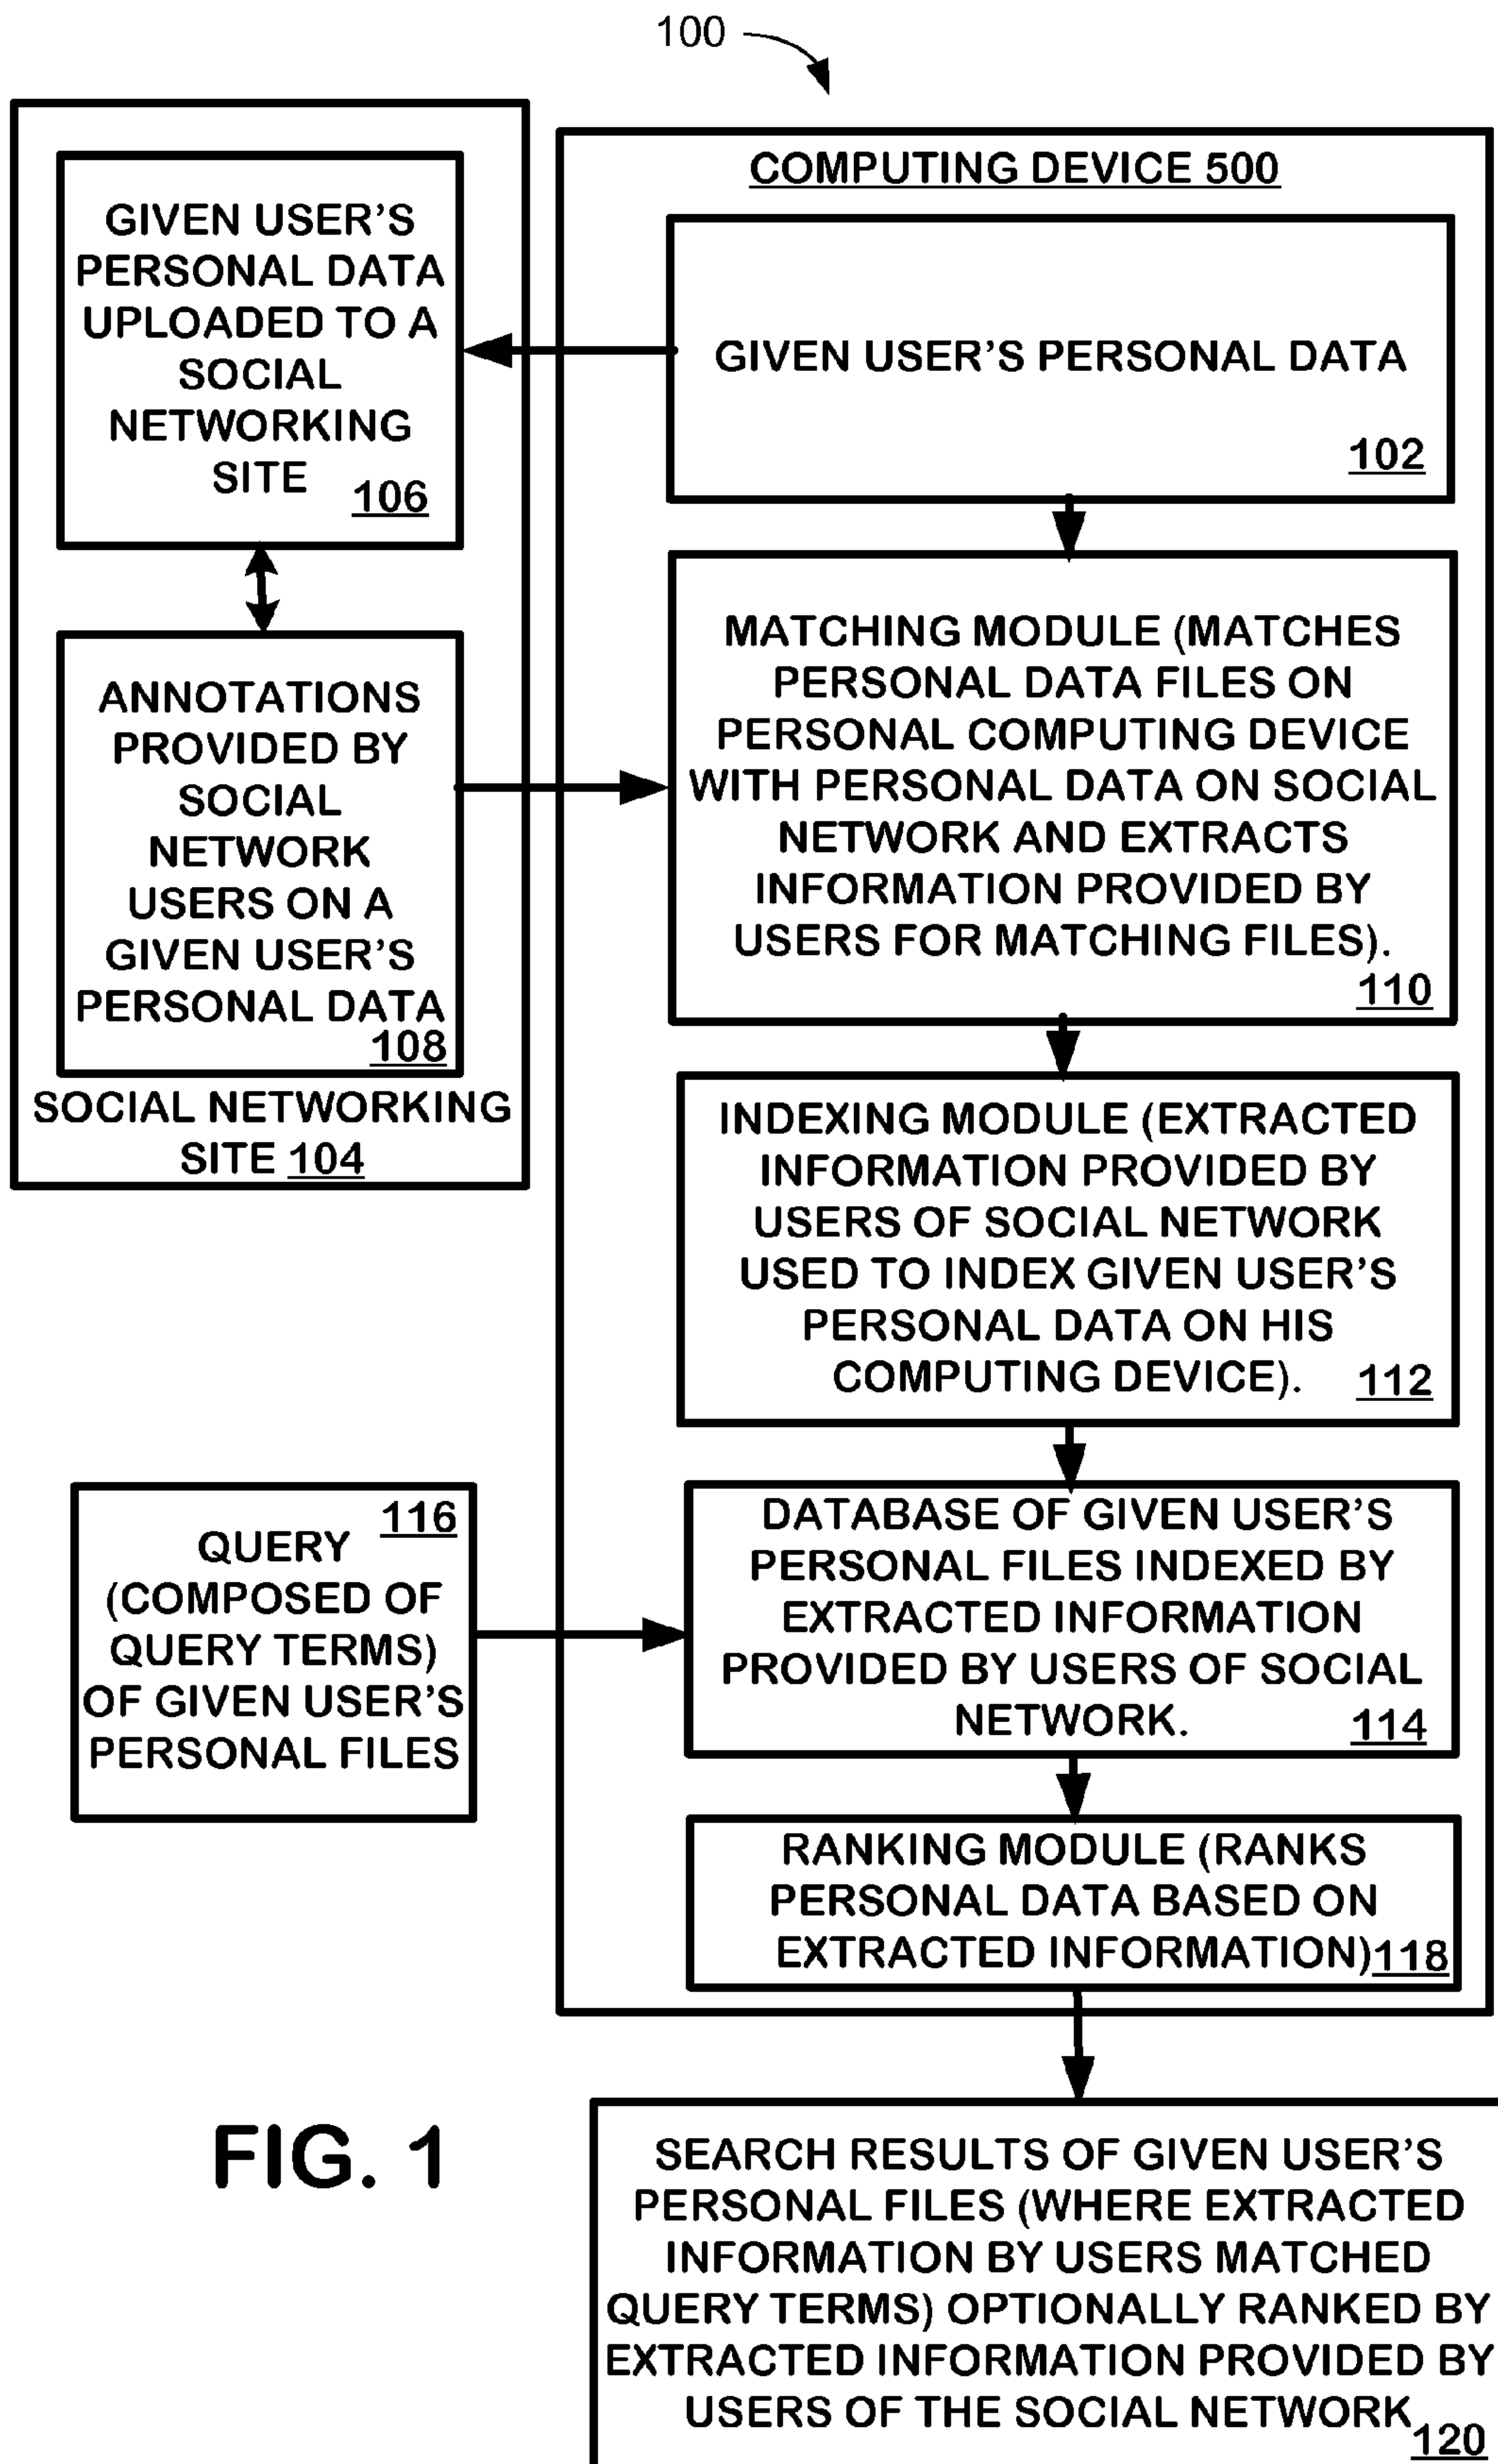 100
GIVEN USER'S
PERSONAL DATA
UPLOADED TO A
SOCIAL
NETWORKING
SITE 106
ANNOTATIONS
PROVIDED BY
SOCIAL
NETWORK
USERS ON A
GIVEN USER'S
PERSONAL DATA
108
SOCIAL NETWORKING
SITE 104
COMPUTING DEVICE 500
GIVEN USER'S PERSONAL DATA
102
MATCHING MODULE (MATCHES
PERSONAL DATA FILES ON
PERSONAL COMPUTING DEVICE
WITH PERSONAL DATA ON SOCIAL
NETWORK AND EXTRACTS
INFORMATION PROVIDED BY
USERS FOR MATCHING FILES).
110
INDEXING MODULE (EXTRACTED
INFORMATION PROVIDED BY
USERS OF SOCIAL NETWORK
USED TO INDEX GIVEN USER'S
PERSONAL DATA ON HIS
COMPUTING DEVICE). 112
116
QUERY
(COMPOSED OF
QUERY TERMS)
OF GIVEN USER'S
PERSONAL FILES
DATABASE OF GIVEN USER'S
PERSONAL FILES INDEXED BY
EXTRACTED INFORMATION
PROVIDED BY USERS OF SOCIAL
NETWORK. 114
RANKING MODULE (RANKS
PERSONAL DATA BASED ON
EXTRACTED INFORMATION) 118
FIG. 1
SEARCH RESULTS OF GIVEN USER'S
PERSONAL FILES (WHERE EXTRACTED
INFORMATION BY USERS MATCHED
QUERY TERMS) OPTIONALLY RANKED BY
EXTRACTED INFORMATION PROVIDED BY
USERS OF THE SOCIAL NETWORK
120